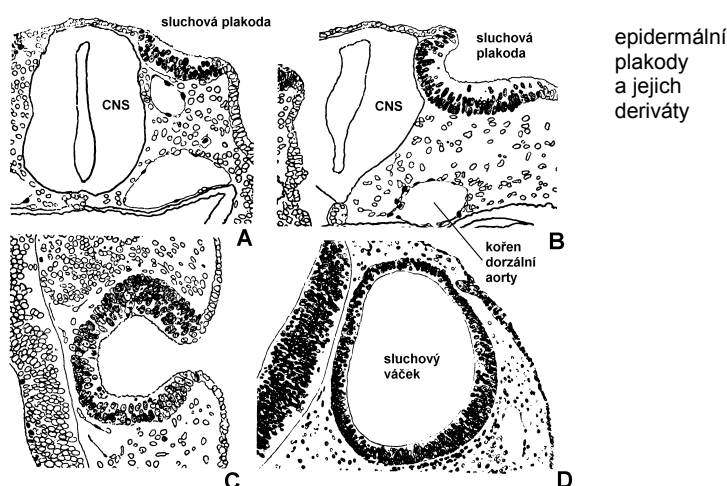 sluchová plakoda
CNS
A
sluchová
plakoda
CNS
B
kořen
dorzální
aorty
C
sluchový
váček
D
epidermální
plakody
a jejich
deriváty